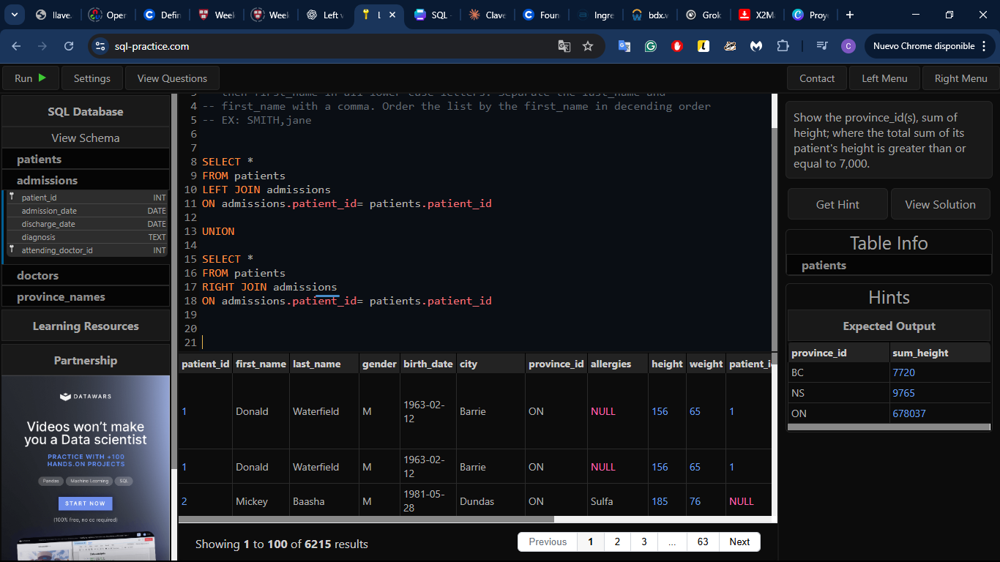 llave.
Oper
Defin
Week
Week
Left v
L
SQL
Clave
Foun
Ingre
bdx.v
Grok
X2Ma
Proye
sql-practice.com
C
Nuevo Chrome disponible
Run
Settings
View Questions
Contact
Left Menu
Right Menu
SQL Database
View Schema
patients
admissions
patient_id INT
admission_date DATE
discharge_date DATE
diagnosis TEXT
attending_doctor_id INT
doctors
province_names
Learning Resources
Partnership
DATAWARS
Videos won't make
you a Data scientist
PRACTICE WITH +100
HANDS.ON PROJECTS
Pandas Machine Learning SQL
START NOW
(100% free, no cc required)
3 -- then first_name in all lower case letters. Separate the last_name and
4 -- first_name with a comma. Order the list by the first_name in decending order
5 -- EX: SMITH,jane
6
7
8 SELECT *
9 FROM patients
10 LEFT JOIN admissions
11 ON admissions.patient_id= patients.patient_id
12
13 UNION
14
15 SELECT *
16 FROM patients
17 RIGHT JOIN admissions
18 ON admissions.patient_id= patients.patient_id
19
20
21
patient_id first_name last_name gender birth_date city province_id allergies height weight patient_i
1 Donald Waterfield M 1963-02-12 Barrie ON NULL 156 65 1
1 Donald Waterfield M 1963-02-12 Barrie ON NULL 156 65 1
2 Mickey Baasha M 1981-05-28 Dundas ON Sulfa 185 76 NULL
Showing 1 to 100 of 6215 results
Previous 1 2 3 ... 63 Next
Show the province_id(s), sum of
height; where the total sum of its
patient's height is greater than or
equal to 7,000.
Get Hint
View Solution
Table Info
patients
Hints
Expected Output
province_id sum_height
BC 7720
NS 9765
ON 678037